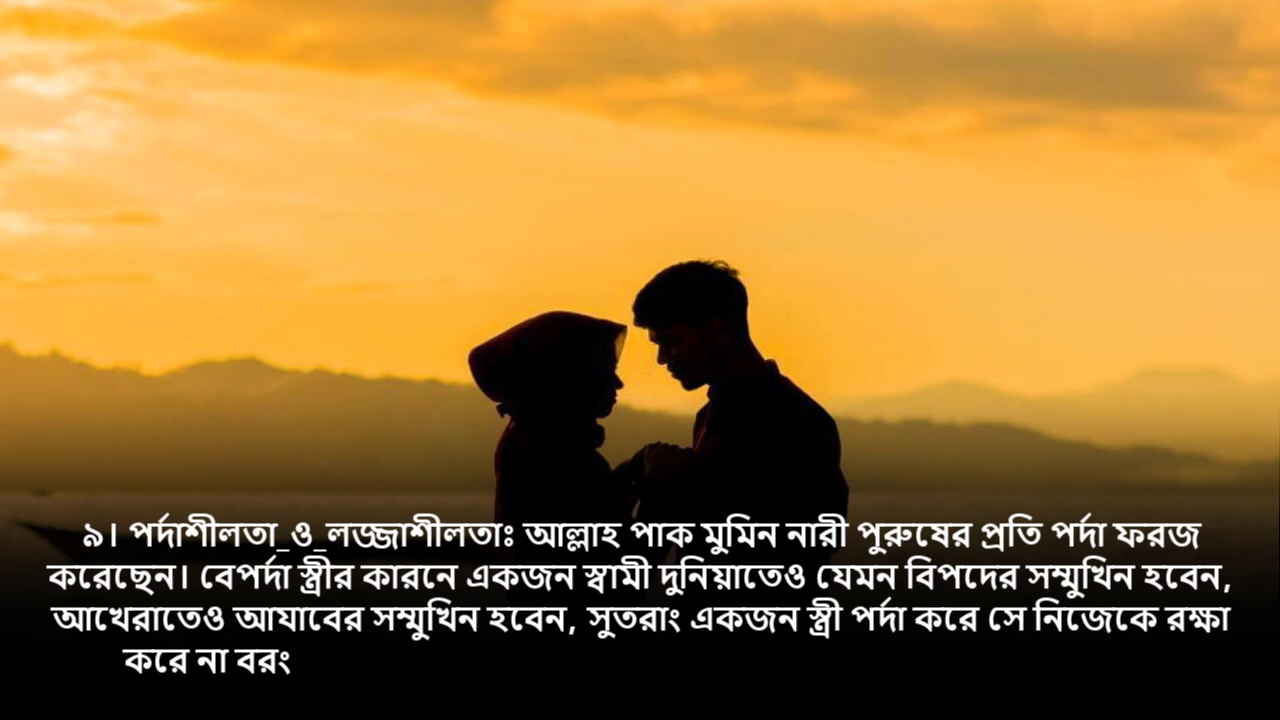 ৯। পর্দাশীলতা_ও_লজ্জাশীলতাঃ আল্লাহ পাক মুমিন নারী পুরুষের প্রতি পর্দা ফরজ
করেছেন। বেপর্দা স্ত্রীর কারনে একজন স্বামী দুনিয়াতেও যেমন বিপদের সম্মুখিন হবেন,
আখেরাতেও আযাবের সম্মুখিন হবেন, সুতরাং একজন স্ত্রী পর্দা করে সে নিজেকে রক্ষা
করে না বরং